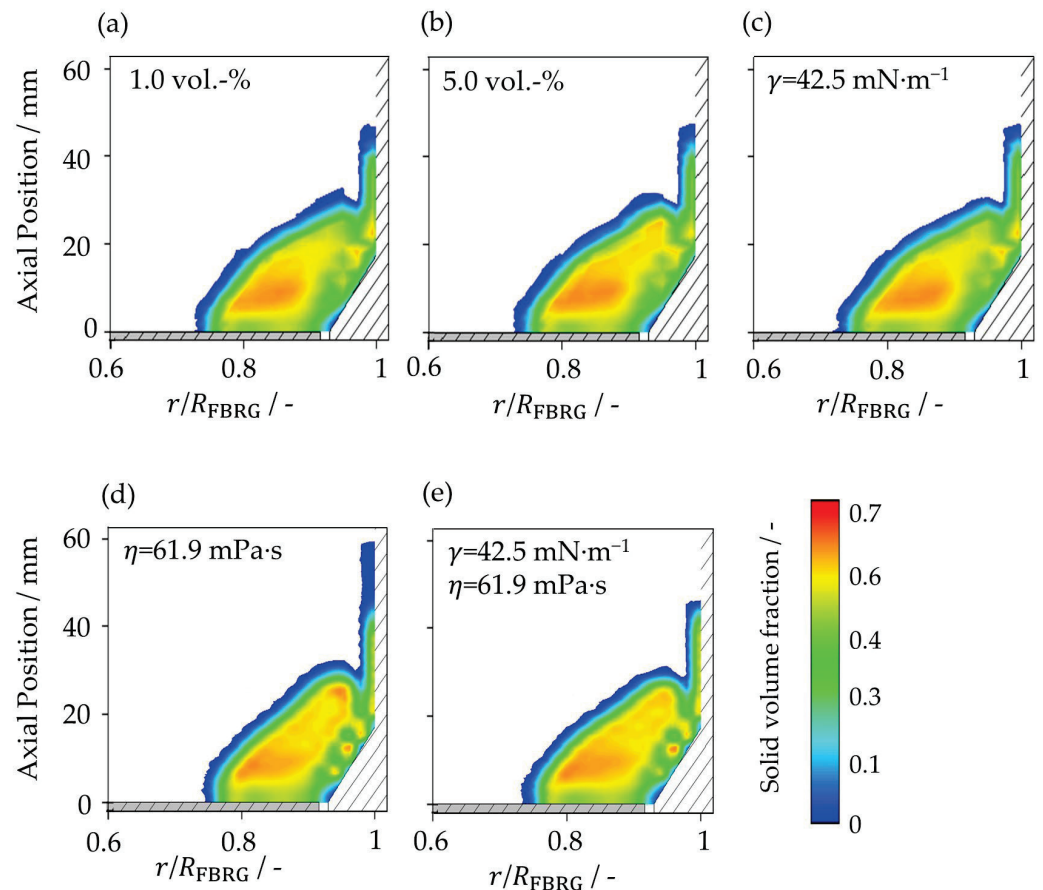 (a)
(b)
(c)
1.0 vol.-%
5.0 vol.-%
γ=42.5 mN·m⁻¹
Axial Position / mm
60
40
20
0
0.6
0.8
1
0.6
0.8
1
0.6
0.8
1
r/R_FBRG / -
r/R_FBRG / -
r/R_FBRG / -
(d)
(e)
η=61.9 mPa·s
γ=42.5 mN·m⁻¹
η=61.9 mPa·s
Axial Position / mm
60
40
20
0
0.6
0.8
1
0.6
0.8
1
r/R_FBRG / -
r/R_FBRG / -
Solid volume fraction / -
0.7
0.6
0.4
0.3
0.1
0